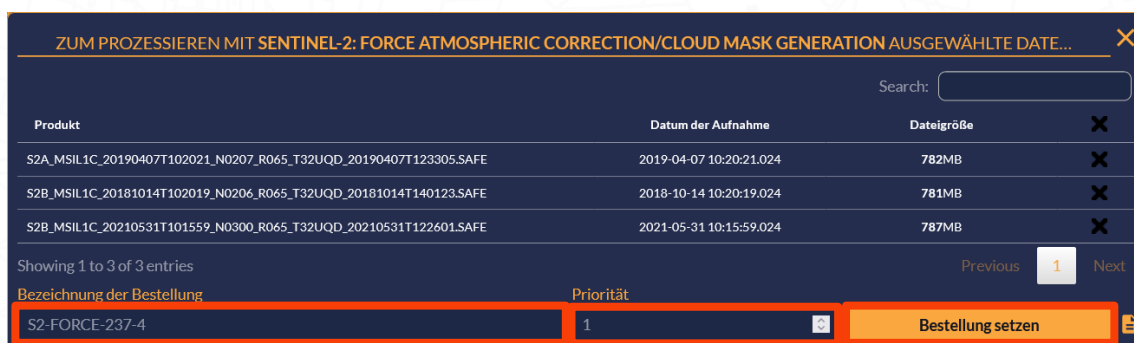 ZUM PROZESSIEREN MIT SENTINEL-2: FORCE ATMOSPHERIC CORRECTION/CLOUD MASK GENERATION AUSGEWÄHLTE DATE...
Search:
Produkt Datum der Aufnahme Dateigröße
S2A_MSIL1C_20190407T102021_N0207_R065_T32UQD_20190407T123305.SAFE 2019-04-07 10:20:21.024 782MB
S2B_MSIL1C_20181014T102019_N0206_R065_T32UQD_20181014T140123.SAFE 2018-10-14 10:20:19.024 781MB
S2B_MSIL1C_20210531T101559_N0300_R065_T32UQD_20210531T122601.SAFE 2021-05-31 10:15:59.024 787MB
Showing 1 to 3 of 3 entries Previous 1 Next
Bezeichnung der Bestellung Priorität
S2-FORCE-237-4 1 Bestellung setzen